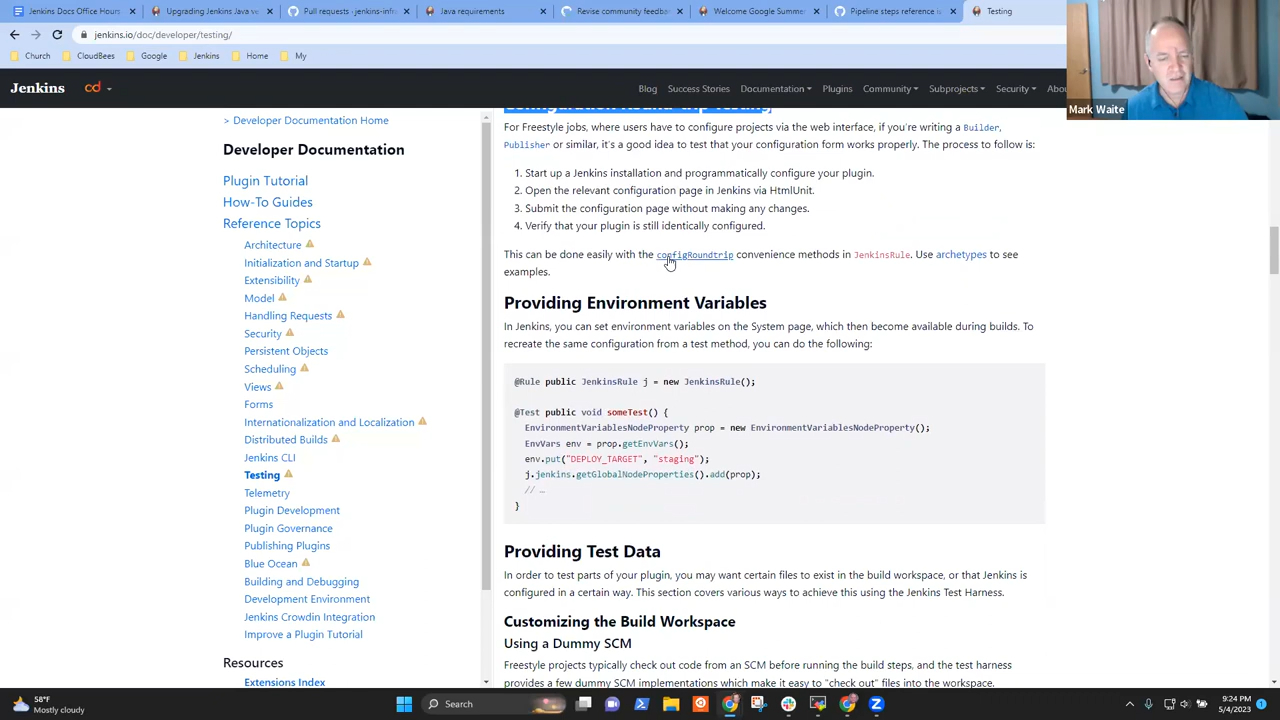 Jenkins Docs Office Hours
Upgrading Jenkins Java ve
Pull requests · jenkins-infra
Java requirements
Revise community feedba
Welcome Google Summe
Pipeline steps reference is
Testing
jenkins.io/doc/developer/testing/
Church
CloudBees
Google
Jenkins
Home
My
Mark Waite
Jenkins
cd
Blog
Success Stories
Documentation
Plugins
Community
Subprojects
Security
Abou
> Developer Documentation Home
Developer Documentation
Plugin Tutorial
How-To Guides
Reference Topics
Architecture
Initialization and Startup
Extensibility
Model
Handling Requests
Security
Persistent Objects
Scheduling
Views
Forms
Internationalization and Localization
Distributed Builds
Jenkins CLI
Testing
Telemetry
Plugin Development
Plugin Governance
Publishing Plugins
Blue Ocean
Building and Debugging
Development Environment
Jenkins Crowdin Integration
Improve a Plugin Tutorial
Resources
Extensions Index
For Freestyle jobs, where users have to configure projects via the web interface, if you're writing a Builder,
Publisher or similar, it's a good idea to test that your configuration form works properly. The process to follow is:
1. Start up a Jenkins installation and programmatically configure your plugin.
2. Open the relevant configuration page in Jenkins via HtmlUnit.
3. Submit the configuration page without making any changes.
4. Verify that your plugin is still identically configured.
This can be done easily with the configRoundtrip convenience methods in JenkinsRule. Use archetypes to see
examples.
Providing Environment Variables
In Jenkins, you can set environment variables on the System page, which then become available during builds. To
recreate the same configuration from a test method, you can do the following:
@Rule public JenkinsRule j = new JenkinsRule();
@Test public void someTest() {
EnvironmentVariablesNodeProperty prop = new EnvironmentVariablesNodeProperty();
EnvVars env = prop.getEnvVars();
env.put("DEPLOY_TARGET", "staging");
j.jenkins.getGlobalNodeProperties().add(prop);
// …
}
Providing Test Data
In order to test parts of your plugin, you may want certain files to exist in the build workspace, or that Jenkins is
configured in a certain way. This section covers various ways to achieve this using the Jenkins Test Harness.
Customizing the Build Workspace
Using a Dummy SCM
Freestyle projects typically check out code from an SCM before running the build steps, and the test harness
provides a few dummy SCM implementations which make it easy to "check out" files into the workspace.
58°F
Mostly cloudy
Search
9:24 PM
5/4/2023